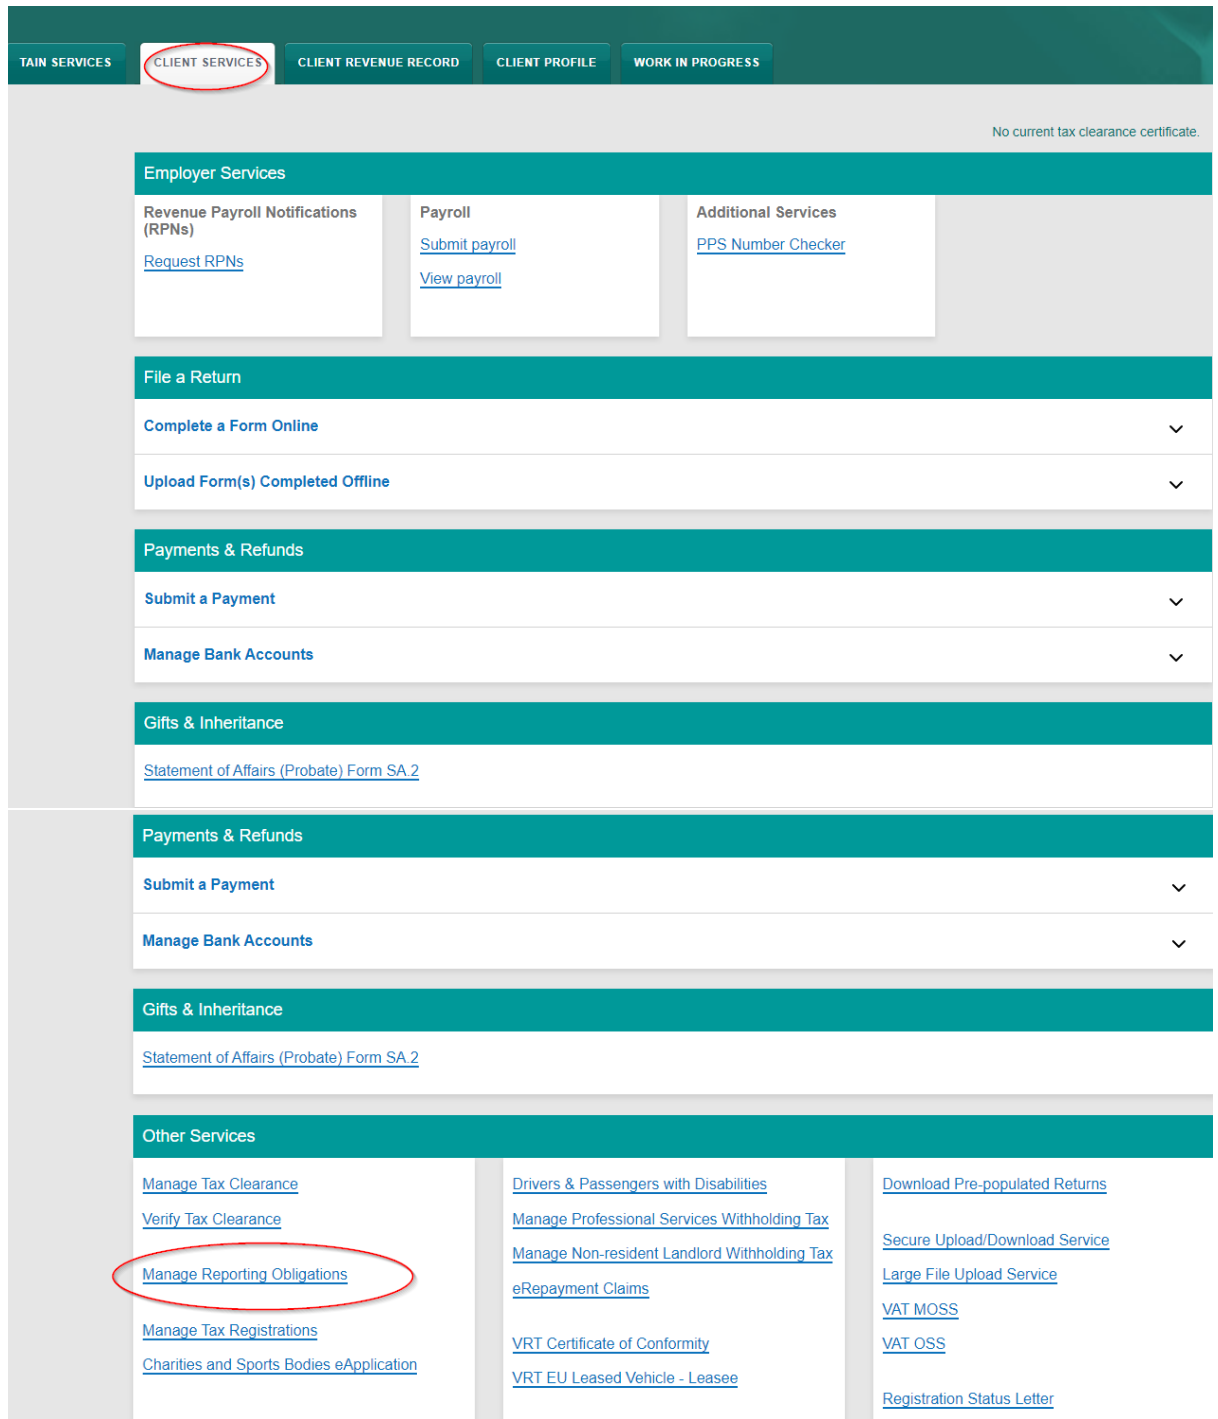 TAIN SERVICES
CLIENT SERVICES
CLIENT REVENUE RECORD
CLIENT PROFILE
WORK IN PROGRESS
No current tax clearance certificate.
Employer Services
Revenue Payroll Notifications
(RPNs)
Request RPNs
Payroll
Submit payroll
View payroll
Additional Services
PPS Number Checker
File a Return
Complete a Form Online
Upload Form(s) Completed Offline
Payments & Refunds
Submit a Payment
Manage Bank Accounts
Gifts & Inheritance
Statement of Affairs (Probate) Form SA.2
Payments & Refunds
Submit a Payment
Manage Bank Accounts
Gifts & Inheritance
Statement of Affairs (Probate) Form SA.2
Other Services
Manage Tax Clearance
Verify Tax Clearance
Manage Reporting Obligations
Manage Tax Registrations
Charities and Sports Bodies eApplication
Drivers & Passengers with Disabilities
Manage Professional Services Withholding Tax
Manage Non-resident Landlord Withholding Tax
eRepayment Claims
VRT Certificate of Conformity
VRT EU Leased Vehicle - Leasee
Download Pre-populated Returns
Secure Upload/Download Service
Large File Upload Service
VAT MOSS
VAT OSS
Registration Status Letter